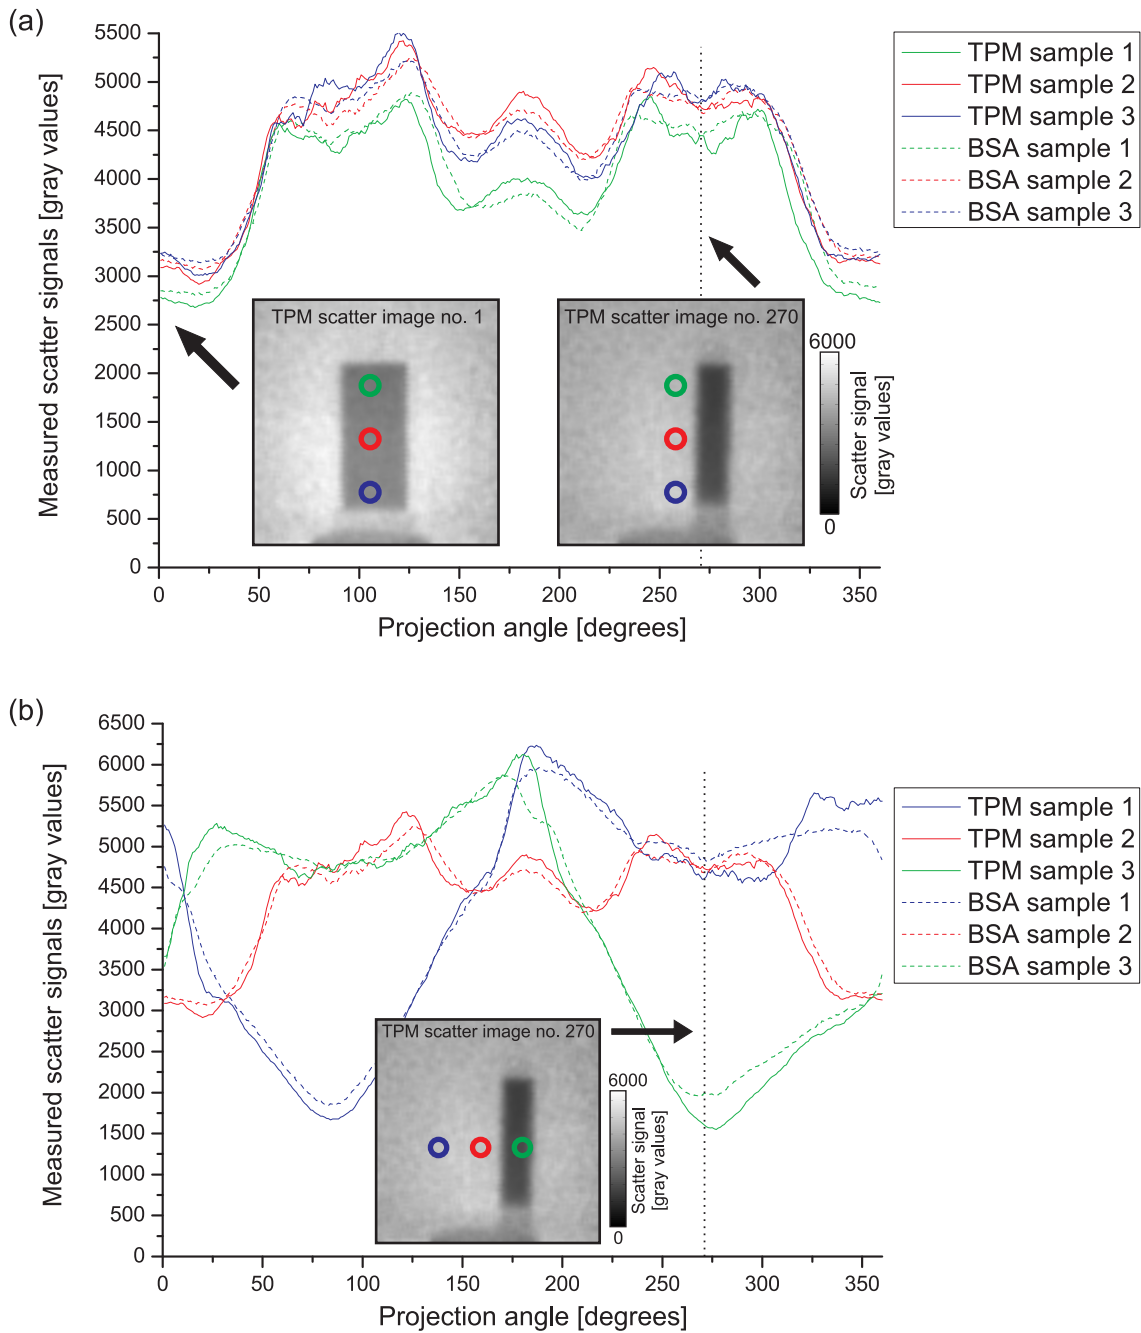 (a)
Measured scatter signals [gray values]
5500
5000
4500
4000
3500
3000
2500
2000
1500
1000
500
0
0 50 100 150 200 250 300 350
Projection angle [degrees]
TPM scatter image no. 1
TPM scatter image no. 270
6000
0
Scatter signal
[gray values]
TPM sample 1
TPM sample 2
TPM sample 3
BSA sample 1
BSA sample 2
BSA sample 3
(b)
Measured scatter signals [gray values]
6500
6000
5500
5000
4500
4000
3500
3000
2500
2000
1500
1000
500
0
0 50 100 150 200 250 300 350
Projection angle [degrees]
TPM scatter image no. 270
6000
0
Scatter signal
[gray values]
TPM sample 1
TPM sample 2
TPM sample 3
BSA sample 1
BSA sample 2
BSA sample 3